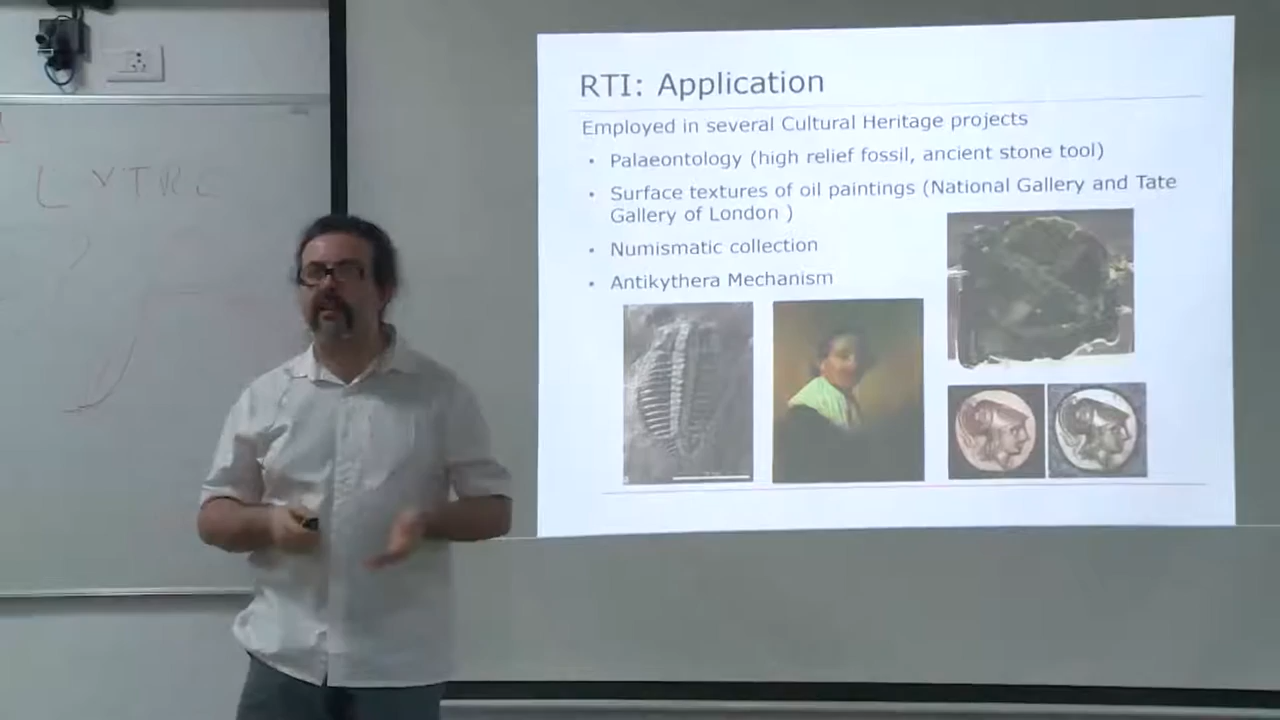 RTI: Application
Employed in several Cultural Heritage projects
• Palaeontology (high relief fossil, ancient stone tool)
• Surface textures of oil paintings (National Gallery and Tate
Gallery of London )
• Numismatic collection
• Antikythera Mechanism